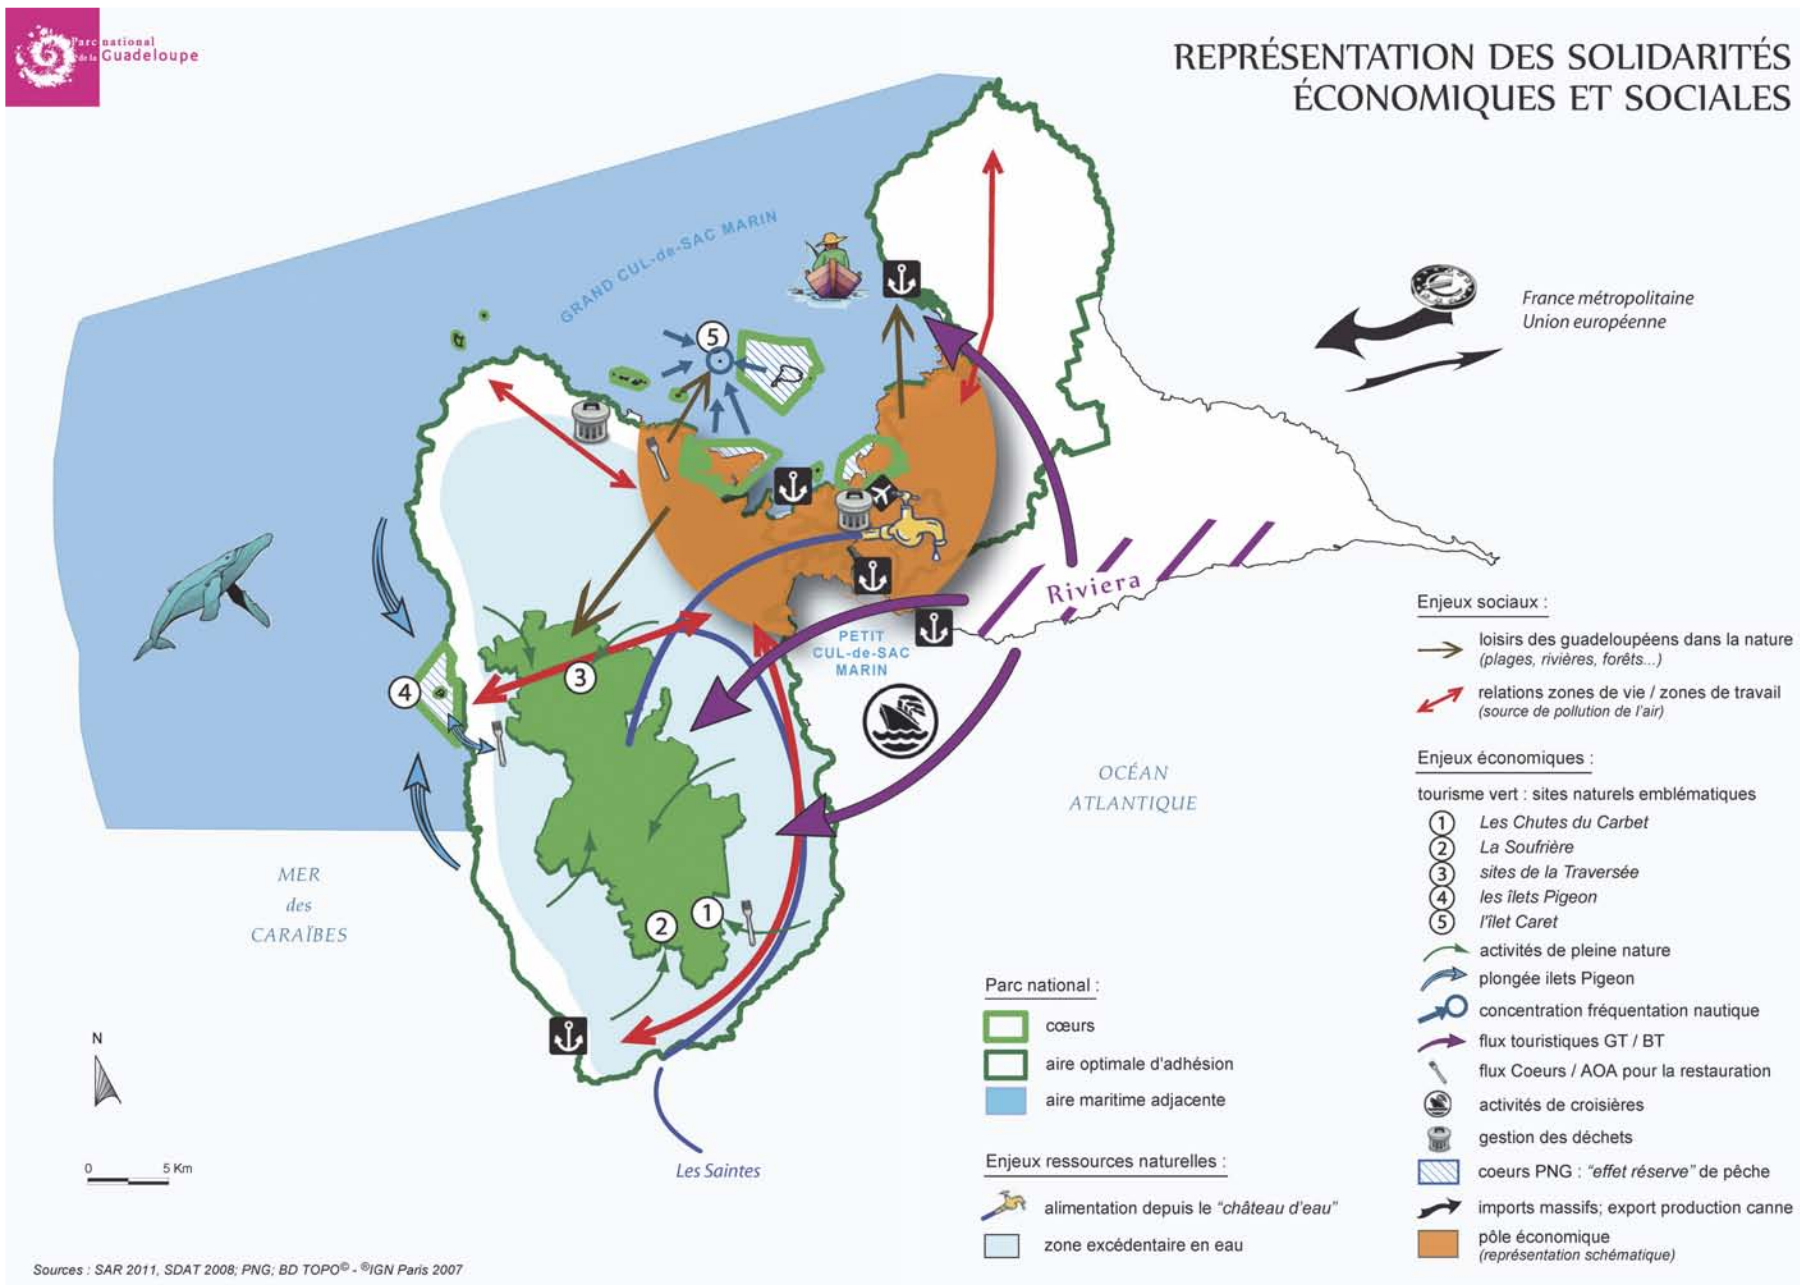 Parc national
de la Guadeloupe
REPRÉSENTATION DES SOLIDARITÉS
ÉCONOMIQUES ET SOCIALES
GRAND CUL-de-SAC MARIN
France métropolitaine
Union européenne
5
Riviera
PETIT
CUL-de-SAC
MARIN
3
4
OCÉAN
ATLANTIQUE
MER
des
CARAÏBES
1
2
Les Saintes
N
0 5 Km
Parc national :
cœurs
aire optimale d'adhésion
aire maritime adjacente
Enjeux ressources naturelles :
alimentation depuis le "château d'eau"
zone excédentaire en eau
Enjeux sociaux :
loisirs des guadeloupéens dans la nature
(plages, rivières, forêts...)
relations zones de vie / zones de travail
(source de pollution de l'air)
Enjeux économiques :
tourisme vert : sites naturels emblématiques
1 Les Chutes du Carbet
2 La Soufrière
3 sites de la Traversée
4 les îlets Pigeon
5 l'îlet Caret
activités de pleine nature
plongée ilets Pigeon
concentration fréquentation nautique
flux touristiques GT / BT
flux Coeurs / AOA pour la restauration
activités de croisières
gestion des déchets
coeurs PNG : "effet réserve" de pêche
imports massifs; export production canne
pôle économique
(représentation schématique)
Sources : SAR 2011, SDAT 2008; PNG; BD TOPO© - ®IGN Paris 2007